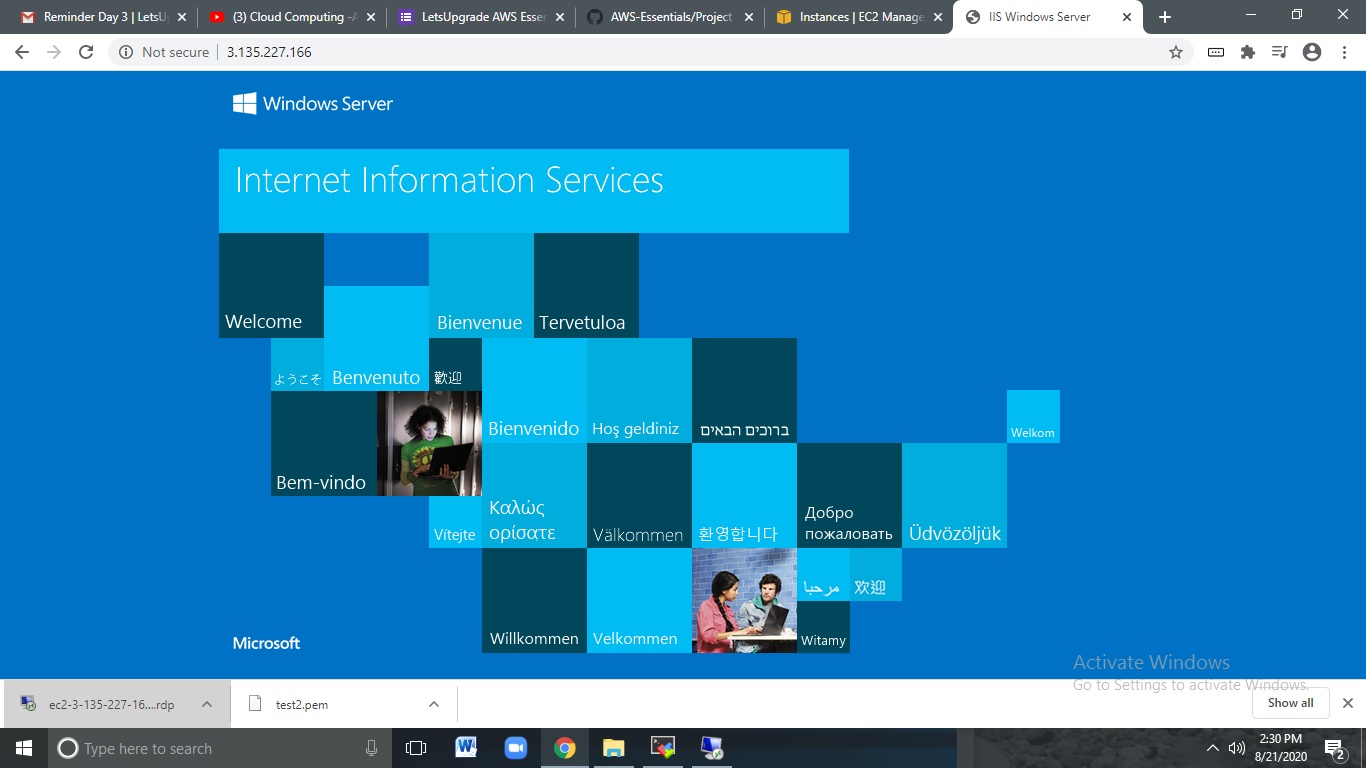 Reminder Day 3 | LetsU
(3) Cloud Computing -A
LetsUpgrade AWS Essen
AWS-Essentials/Project
Instances | EC2 Manage
IIS Windows Server
Not secure
3.135.227.166
Windows Server
Internet Information Services
Welcome
Bienvenue
Tervetuloa
ようこそ
Benvenuto
歡迎
Bienvenido
Hoş geldiniz
ברוכים הבאים
Welkom
Bem-vindo
Vítejte
Καλώς
ορίσατε
Välkommen
환영합니다
Добро
пожаловать
Üdvözöljük
Willkommen
Velkommen
مرحبا
欢迎
Witamy
Microsoft
Activate Windows
Go to Settings to activate Windows.
ec2-3-135-227-16....rdp
test2.pem
Show all
Type here to search
2:30 PM
8/21/2020
2